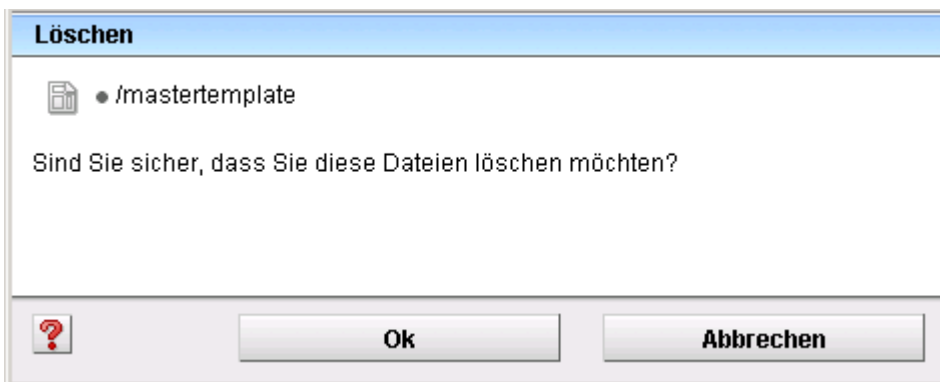 Löschen
● /mastertemplate
Sind Sie sicher, dass Sie diese Dateien löschen möchten?
? Ok Abbrechen